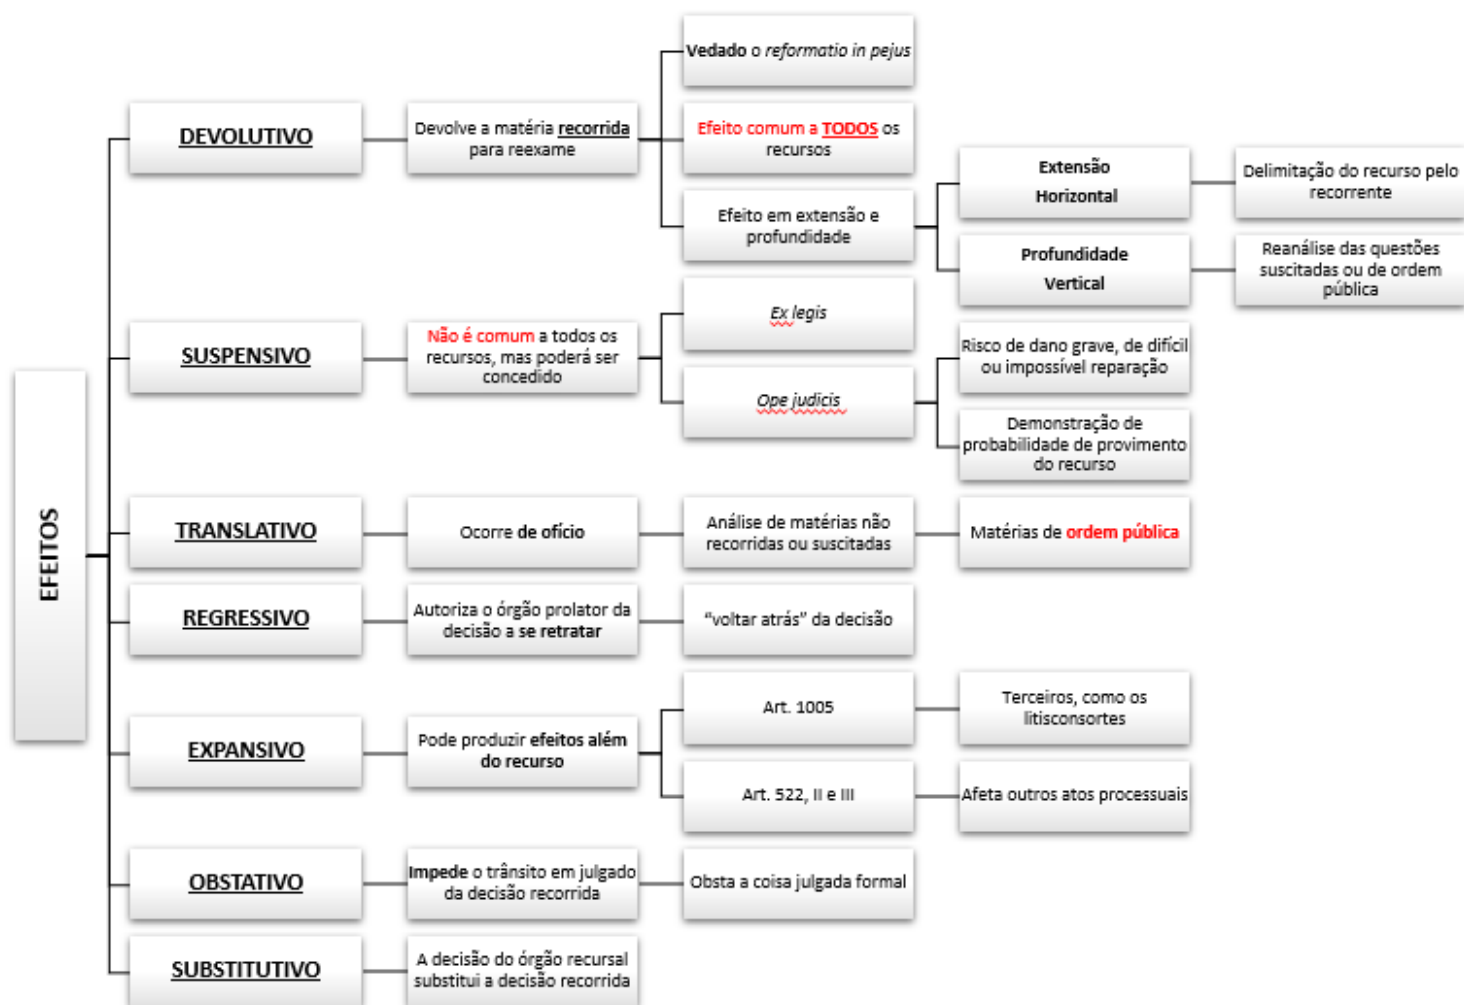 EFEITOS
DEVOLUTIVO
Devolve a matéria recorrida
para reexame
Vedado o reformatio in pejus
Efeito comum a TODOS os
recursos
Efeito em extensão e
profundidade
Extensão
Horizontal
Delimitação do recurso pelo
recorrente
Profundidade
Vertical
Reanálise das questões
suscitadas ou de ordem
pública
SUSPENSIVO
Não é comum a todos os
recursos, mas poderá ser
concedido
Ex legis
Ope judicis
Risco de dano grave, de difícil
ou impossível reparação
Demonstração de
probabilidade de provimento
do recurso
TRANSLATIVO
Ocorre de ofício
Análise de matérias não
recorridas ou suscitadas
Matérias de ordem pública
REGRESSIVO
Autoriza o órgão prolator da
decisão a se retratar
“voltar atrás” da decisão
EXPANSIVO
Pode produzir efeitos além
do recurso
Art. 1005
Terceiros, como os
litisconsortes
Art. 522, II e III
Afeta outros atos processuais
OBSTATIVO
Impede o trânsito em julgado
da decisão recorrida
Obsta a coisa julgada formal
SUBSTITUTIVO
A decisão do órgão recursal
substitui a decisão recorrida